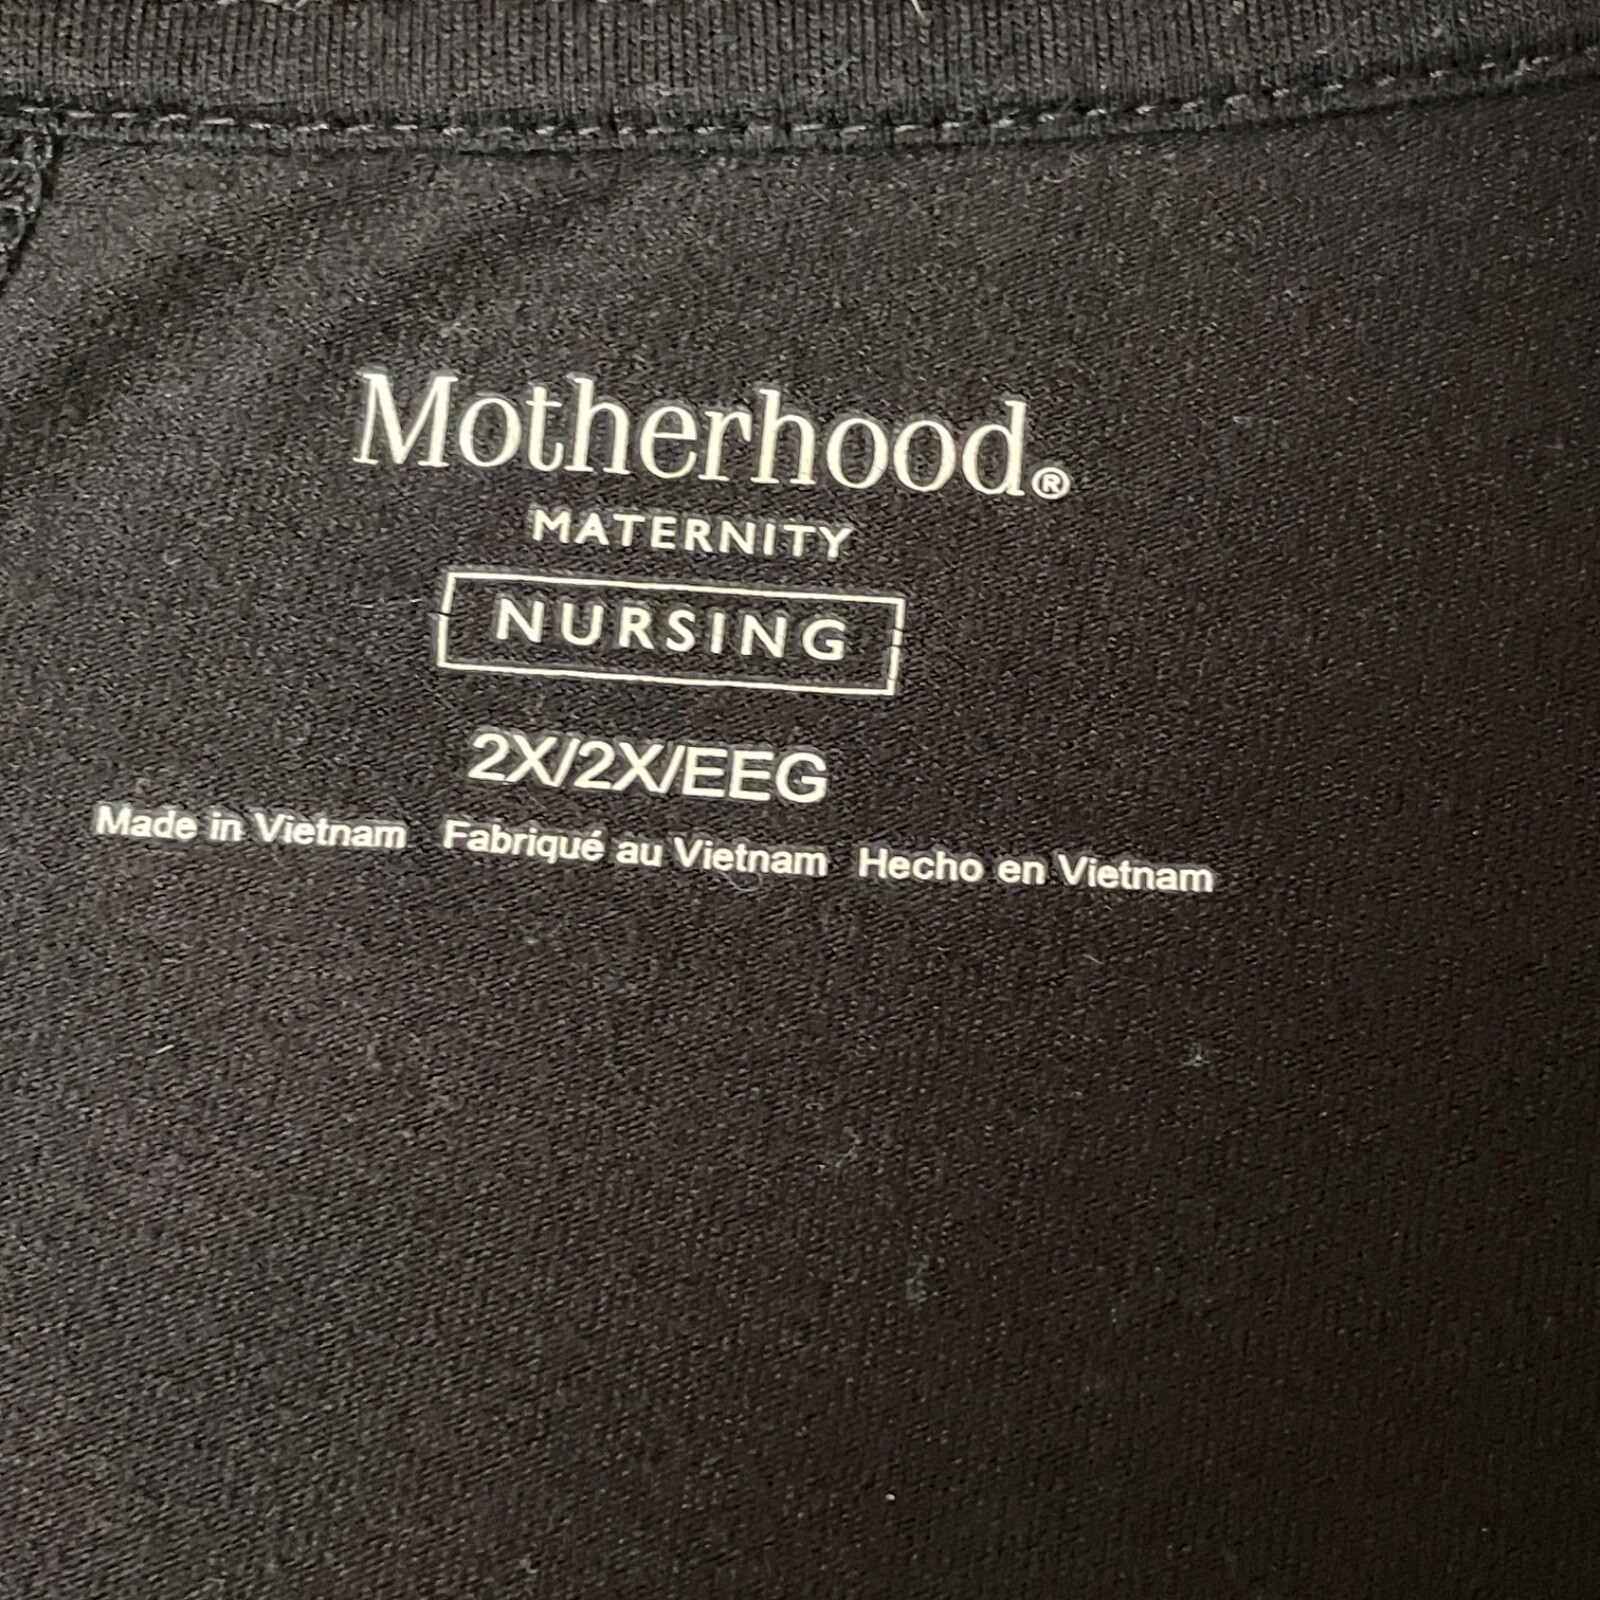 Motherhood®
MATERNITY
NURSING
2X/2X/EEG
Made in Vietnam Fabriqué au Vietnam Hecho en Vietnam